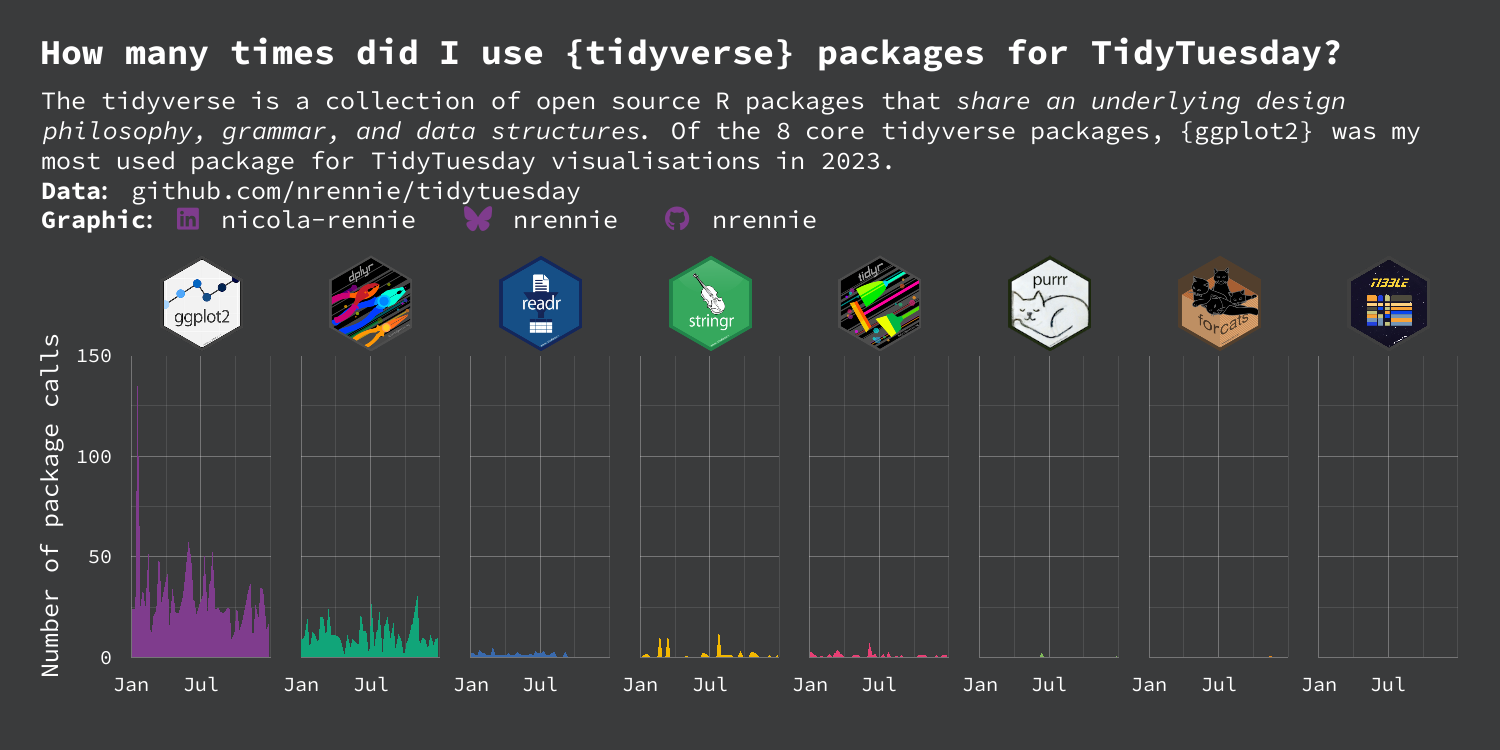 How many times did I use {tidyverse} packages for TidyTuesday?
The tidyverse is a collection of open source R packages that share an underlying design
philosophy, grammar, and data structures. Of the 8 core tidyverse packages, {ggplot2} was my
most used package for TidyTuesday visualisations in 2023.
Data: github.com/nrennie/tidytuesday
Graphic: nicola-rennie nrennie nrennie
ggplot2
dplyr
readr
stringr
tidyr
purrr
forcats
TIBBLE
Number of package calls
150
100
50
0
Jan Jul Jan Jul Jan Jul Jan Jul Jan Jul Jan Jul Jan Jul Jan Jul